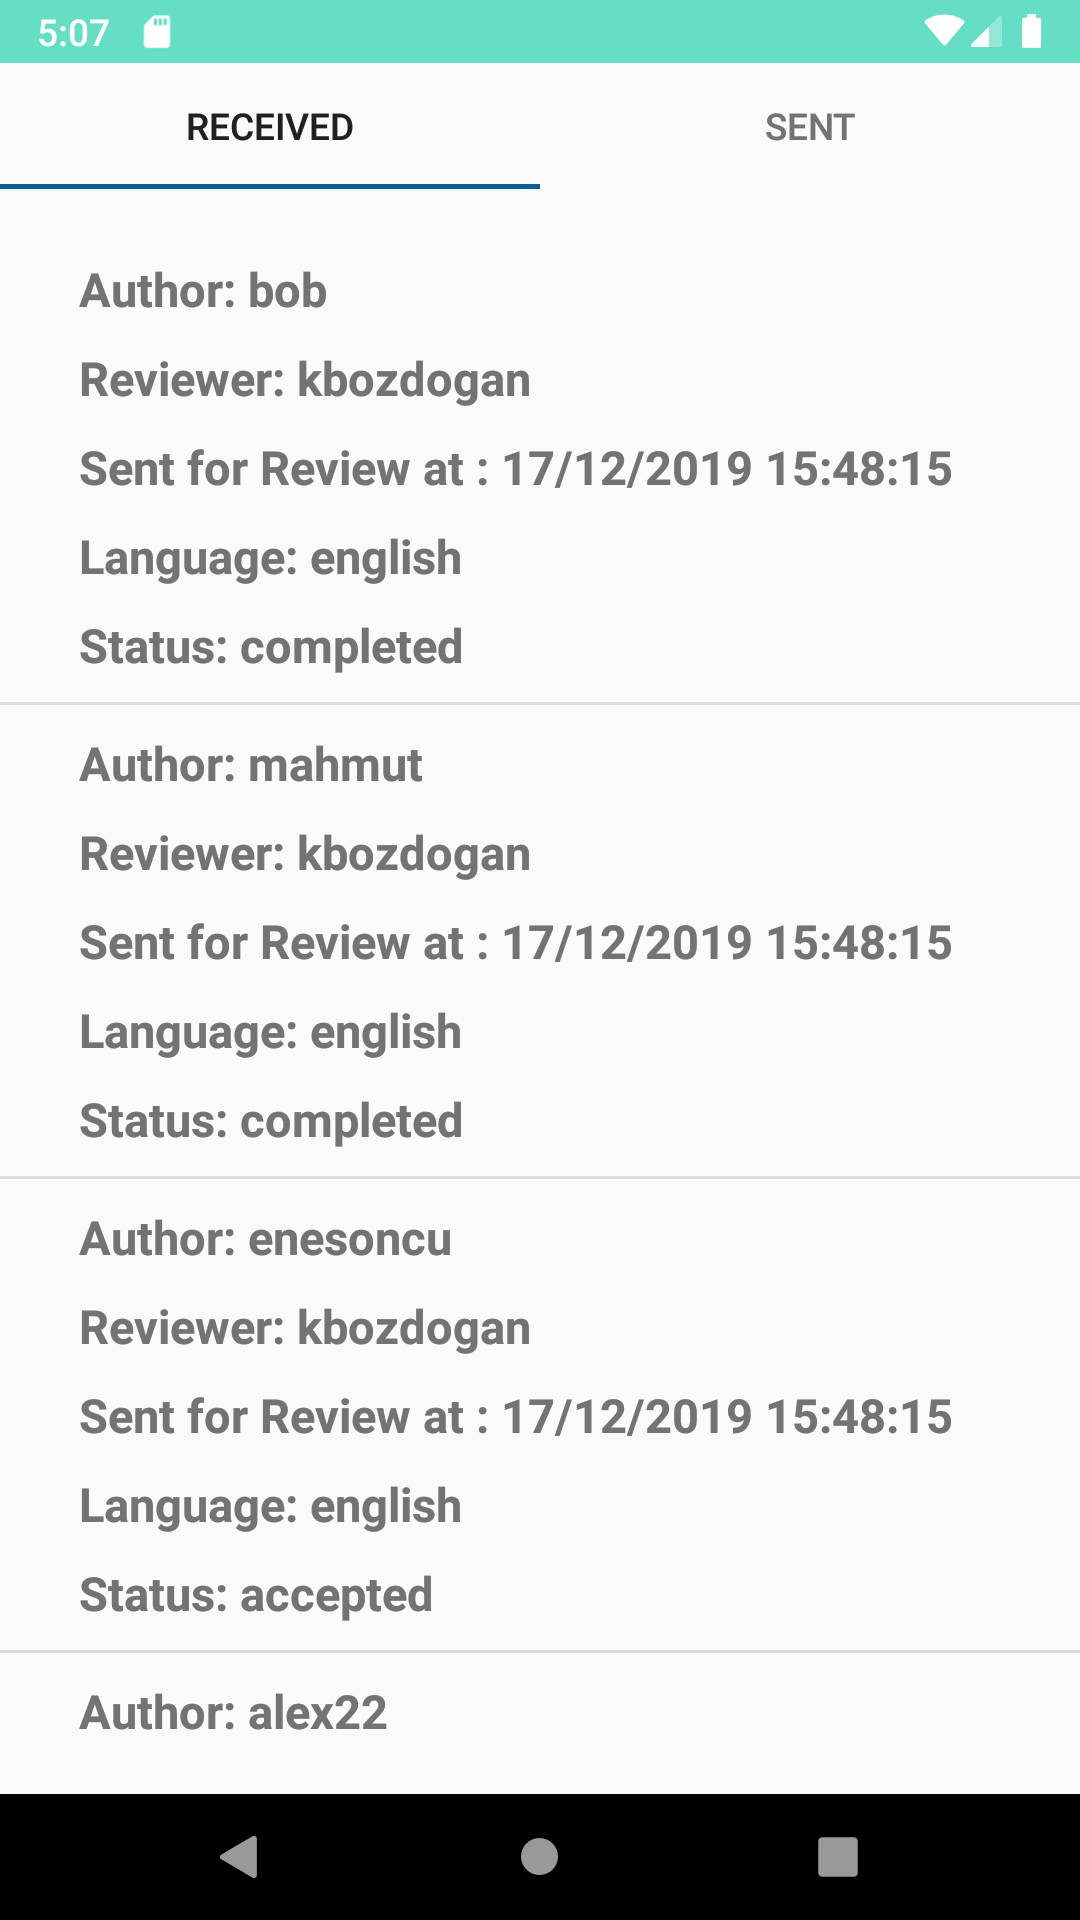 5:07
RECEIVED
SENT
Author: bob
Reviewer: kbozdogan
Sent for Review at : 17/12/2019 15:48:15
Language: english
Status: completed
Author: mahmut
Reviewer: kbozdogan
Sent for Review at : 17/12/2019 15:48:15
Language: english
Status: completed
Author: enesoncu
Reviewer: kbozdogan
Sent for Review at : 17/12/2019 15:48:15
Language: english
Status: accepted
Author: alex22